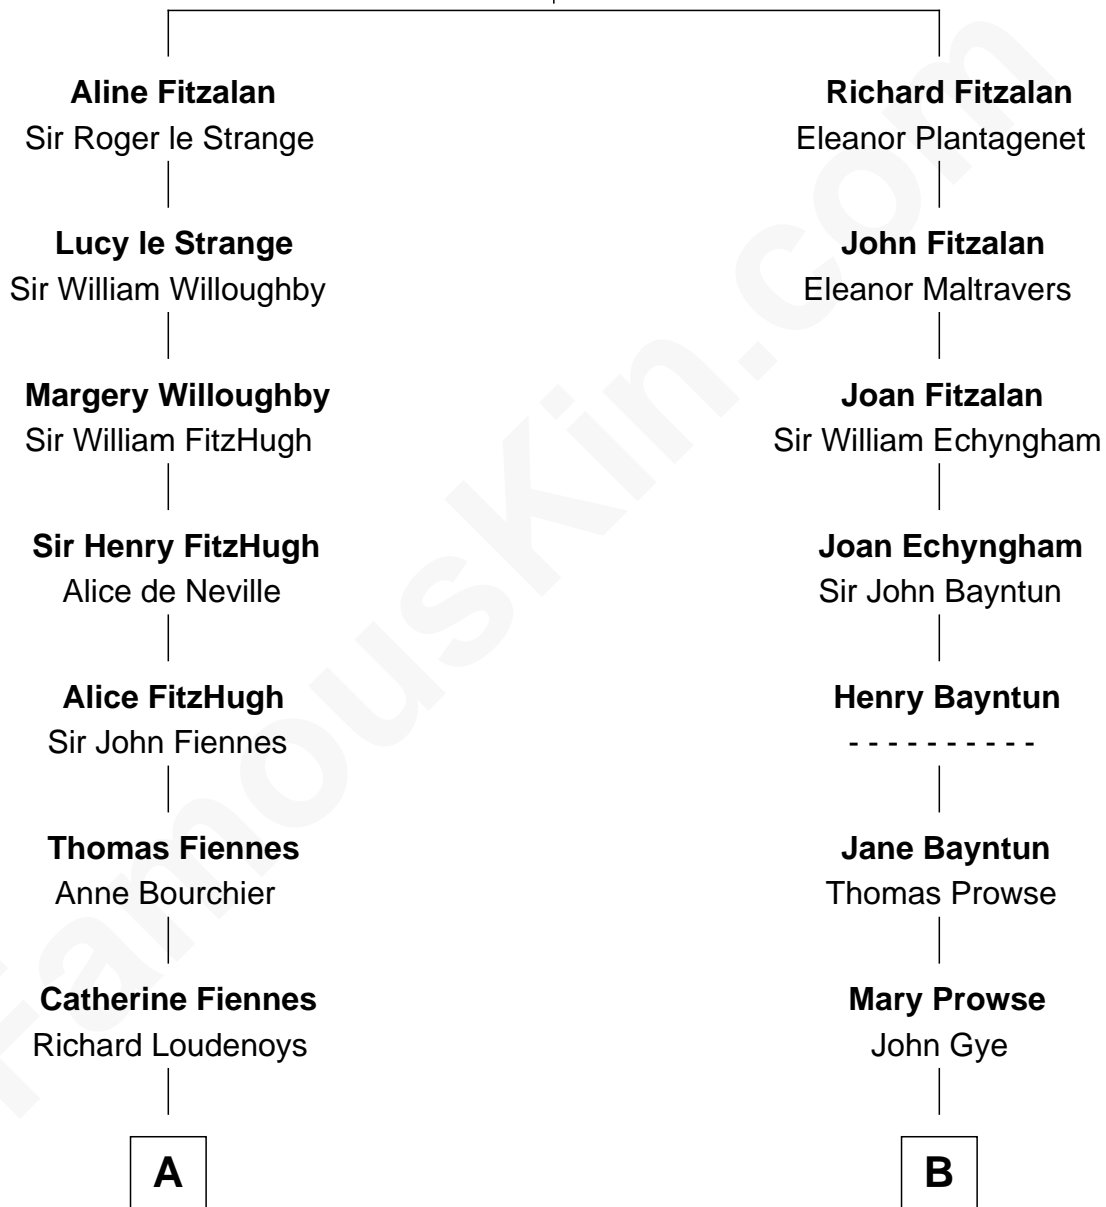 Aline Fitzalan
Sir Roger le Strange
Lucy le Strange
Sir William Willoughby
Margery Willoughby
Sir William FitzHugh
Sir Henry FitzHugh
Alice de Neville
Alice FitzHugh
Sir John Fiennes
Thomas Fiennes
Anne Bourchier
Catherine Fiennes
Richard Loudenoys
A
Richard Fitzalan
Eleanor Plantagenet
John Fitzalan
Eleanor Maltravers
Joan Fitzalan
Sir William Echyngham
Joan Echyngham
Sir John Bayntun
Henry Bayntun
- - - - - - - - - -
Jane Bayntun
Thomas Prowse
Mary Prowse
John Gye
B
FamousKin.com